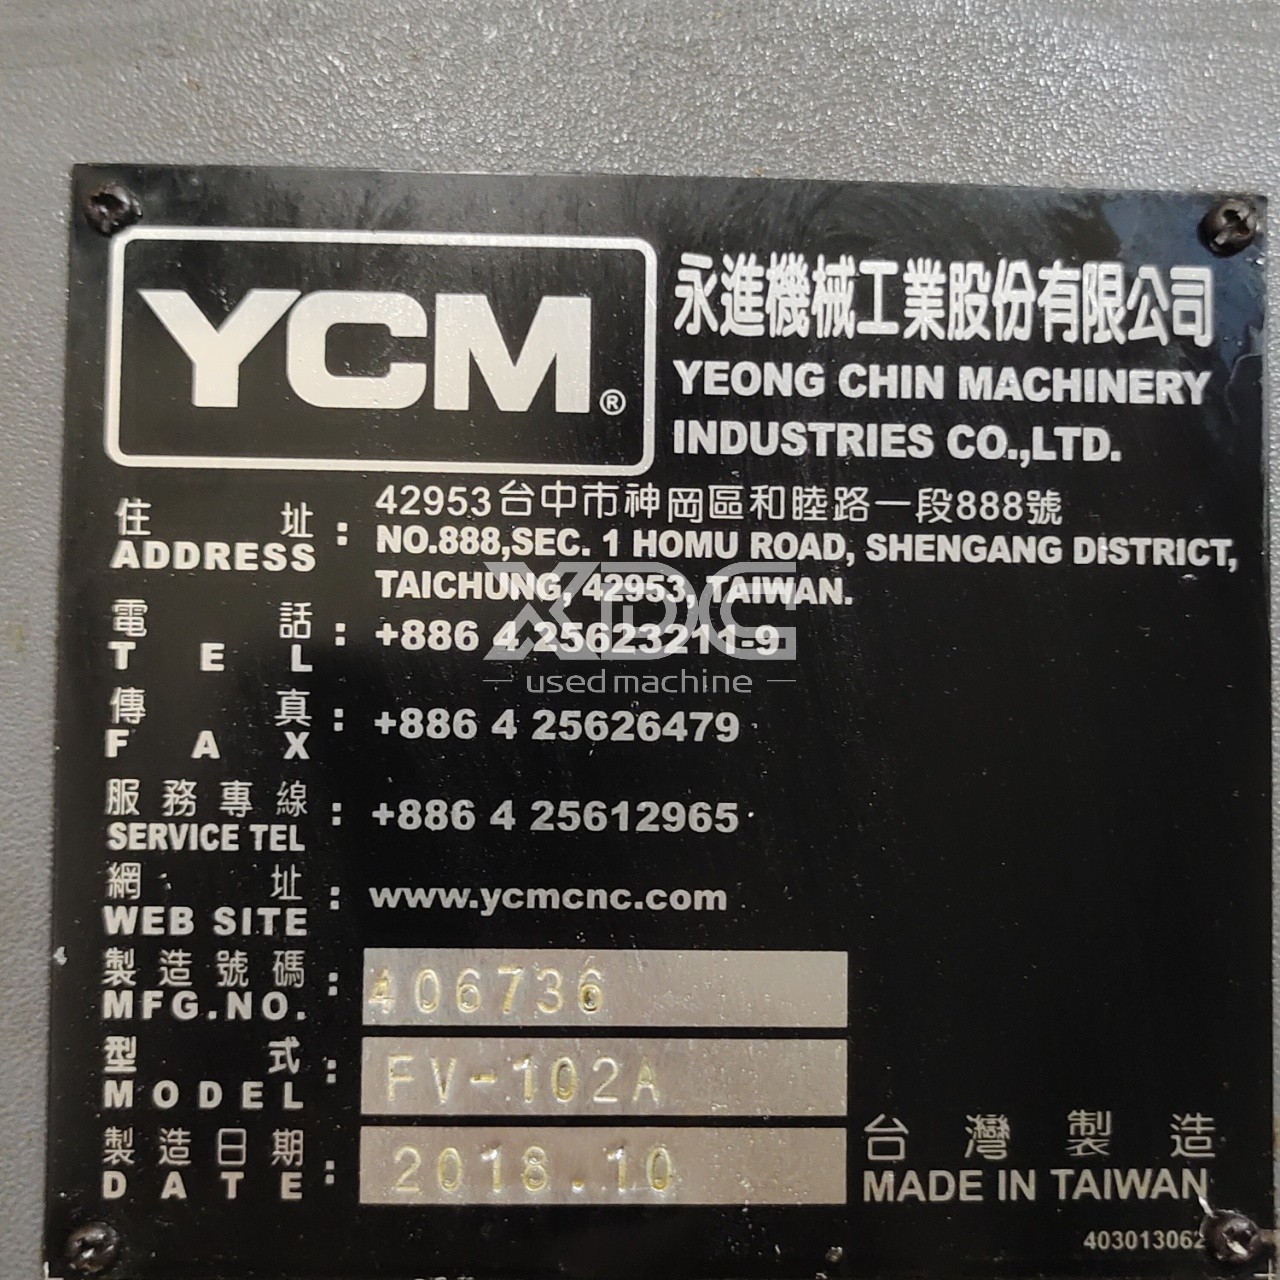 YCM®
永進機械工業股份有限公司
YEONG CHIN MACHINERY
INDUSTRIES CO.,LTD.
住址：42953台中市神岡區和睦路一段888號
ADDRESS NO.888,SEC. 1 HOMU ROAD, SHENGANG DISTRICT,
TAICHUNG, 42953, TAIWAN.
電話：+886 4 25623211-9
TEL
XDC
used machine
傳真：+886 4 25626479
FAX
服務專線：+886 4 25612965
SERVICE TEL
網址：www.ycmcnc.com
WEB SITE
製造號碼：406736
MFG.NO.
型式：FV-102A
MODEL
製造日期：2018.10
DATE
台灣製造
MADE IN TAIWAN
403013062